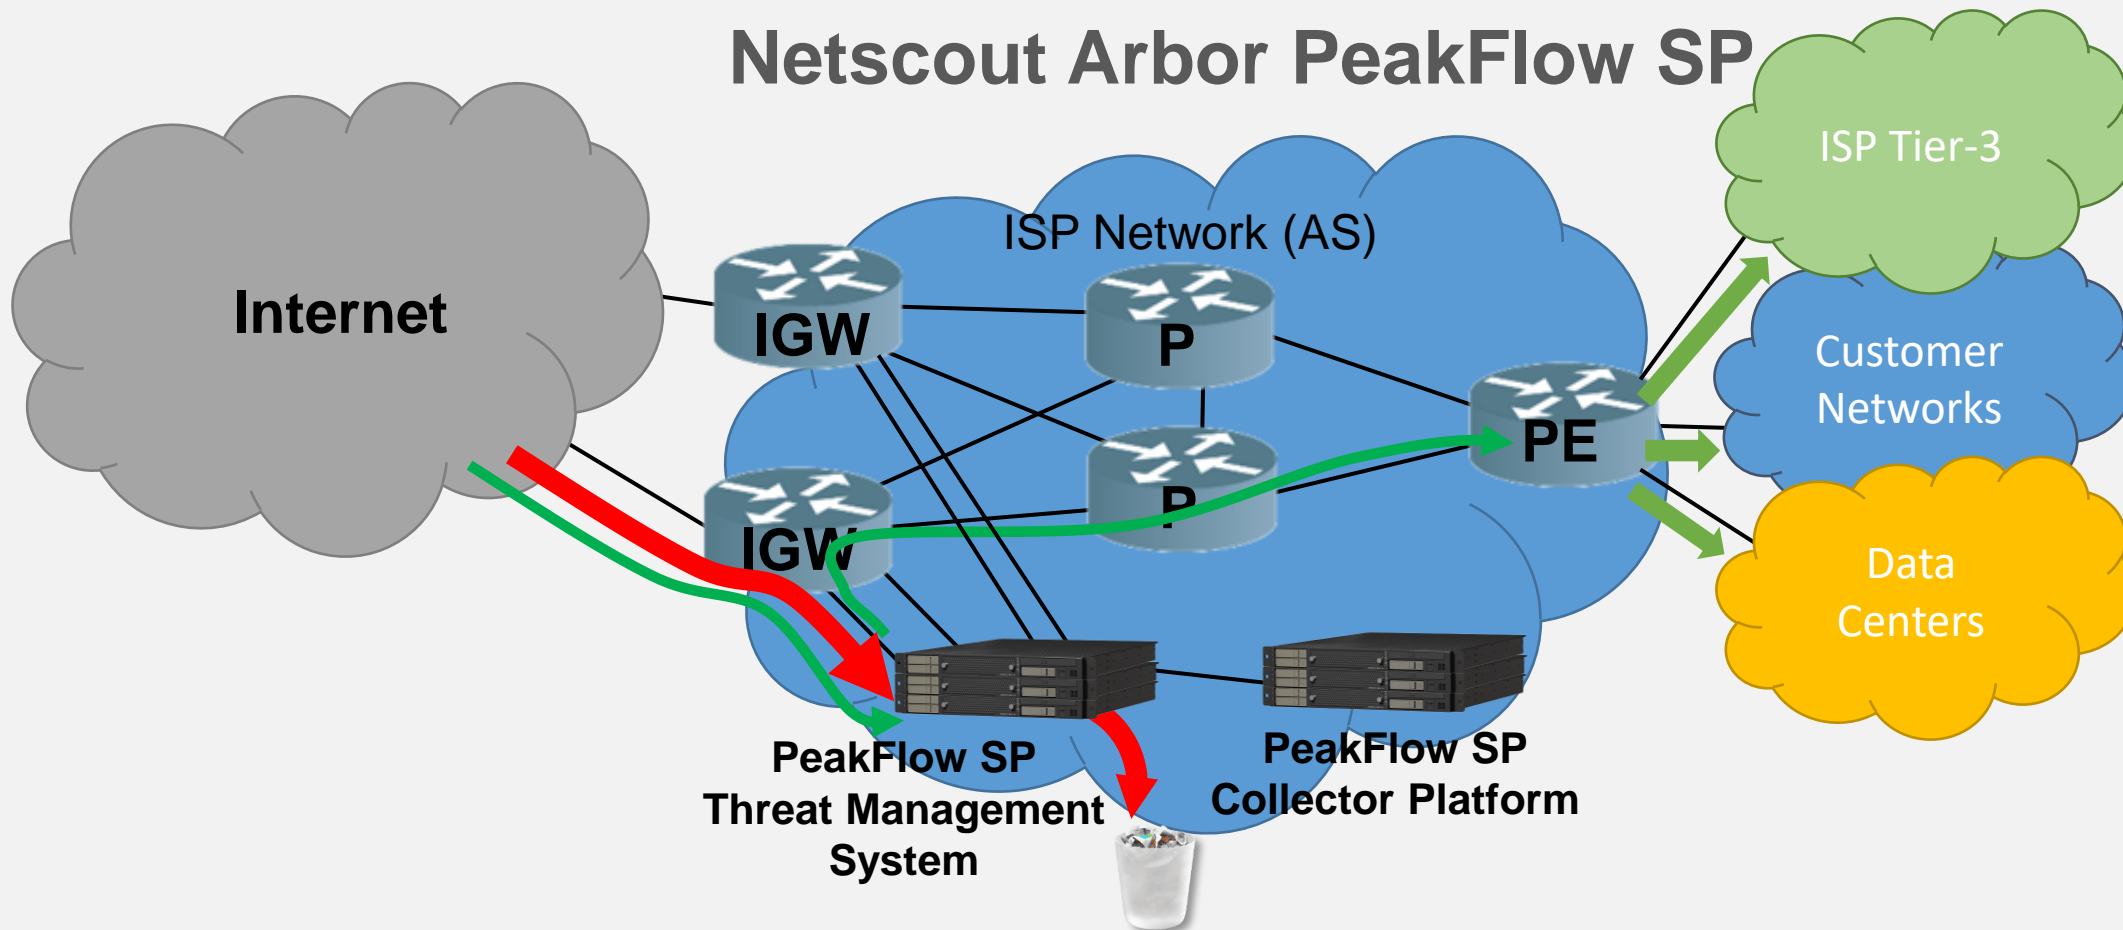 Netscout Arbor PeakFlow SP
ISP Tier-3
ISP Network (AS)
Internet
IGW
P
Customer
Networks
PE
P
IGW
Data
Centers
PeakFlow SP
Threat Management
System
PeakFlow SP
Collector Platform